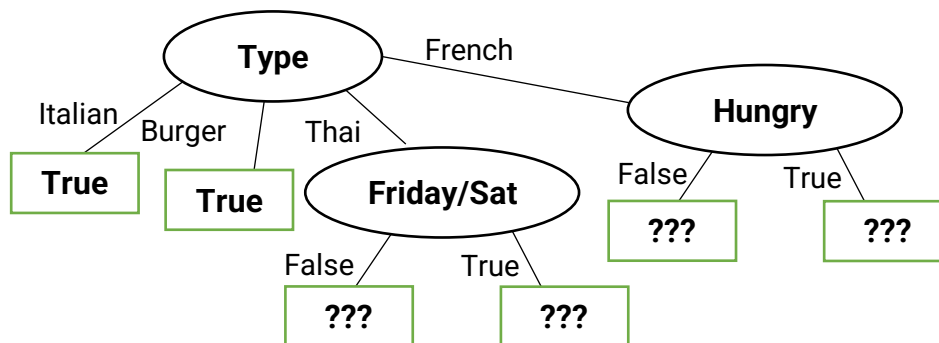 Type
French
Italian
Burger
Thai
Hungry
True
True
Friday/Sat
False
True
???
???
False
True
???
???